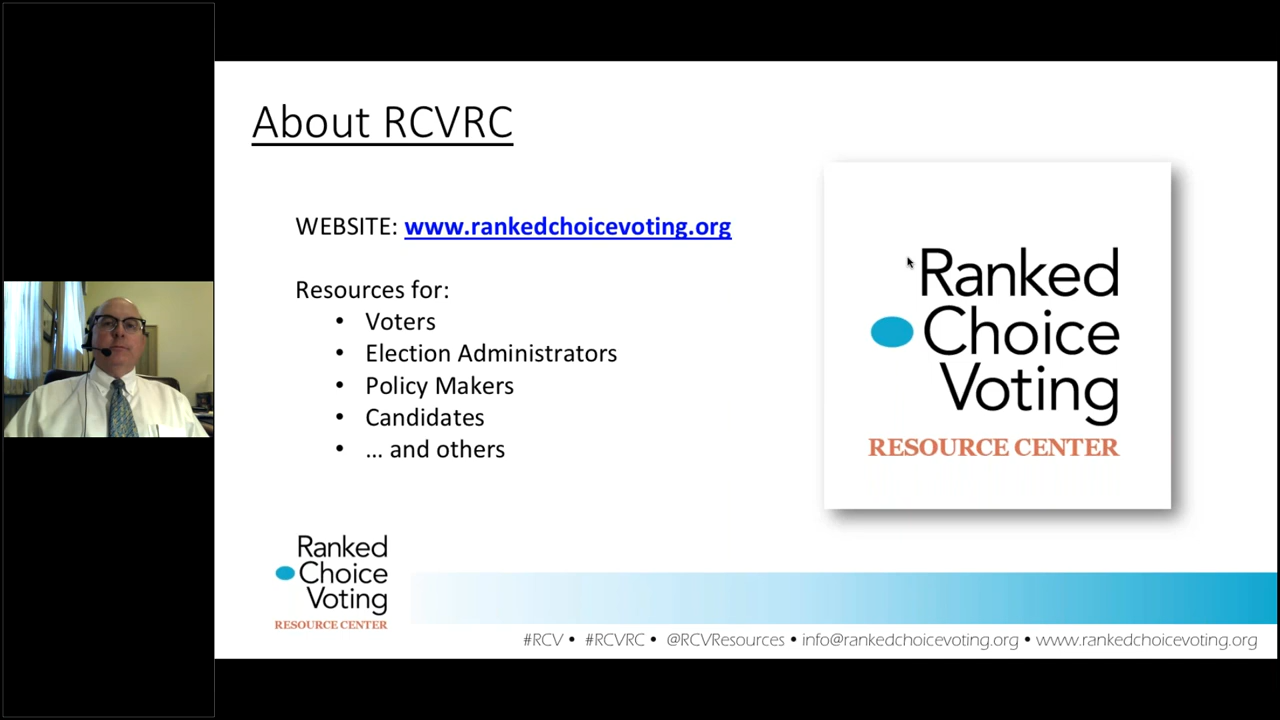 About RCVRC
WEBSITE: www.rankedchoicevoting.org
Resources for:
• Voters
• Election Administrators
• Policy Makers
• Candidates
• … and others
Ranked
Choice
Voting
RESOURCE CENTER
Ranked
Choice
Voting
RESOURCE CENTER
#RCV • #RCVRC • @RCVResources • info@rankedchoicevoting.org • www.rankedchoicevoting.org